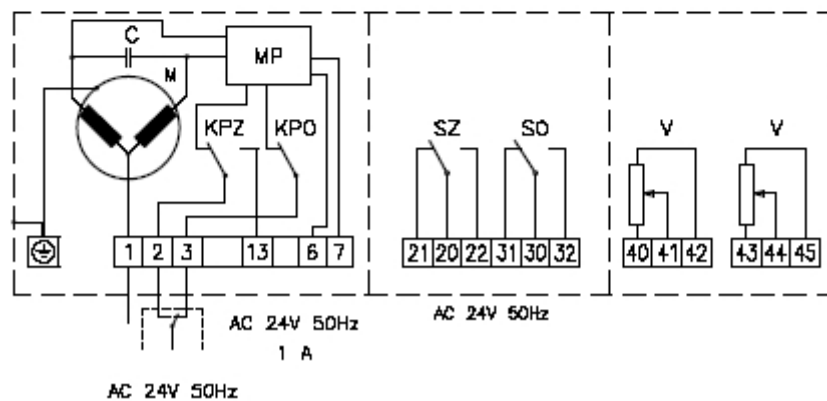 C
MP
M
KPZ KPO SZ SO V V
1 2 3 13 6 7 21 20 22 31 30 32 40 41 42 43 44 45
AC 24V 50Hz
1 A
AC 24V 50Hz
AC 24V 50Hz